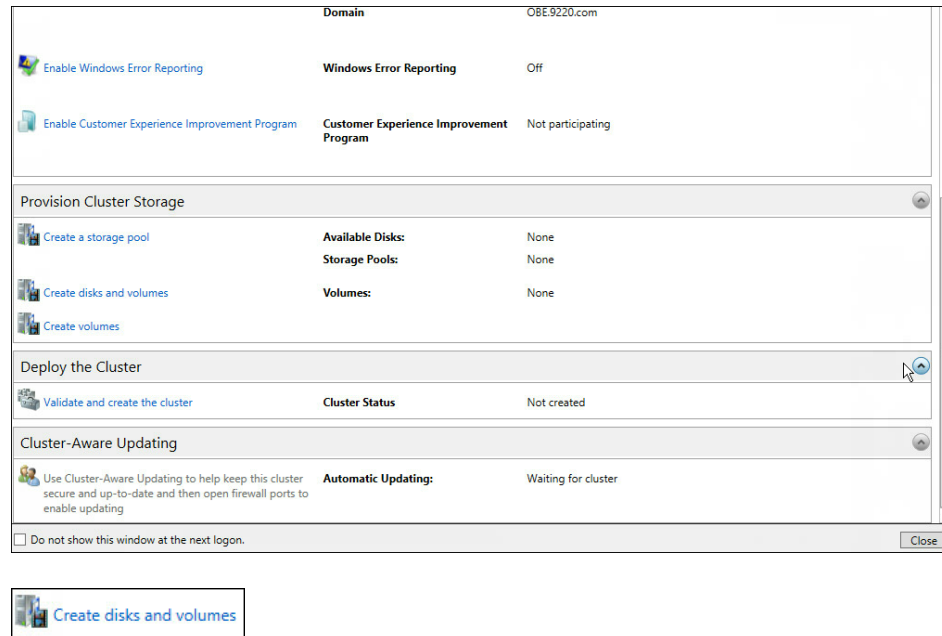 Domain OBE.9220.com
Enable Windows Error Reporting Windows Error Reporting Off
Enable Customer Experience Improvement Program Customer Experience Improvement Not participating
Program
Provision Cluster Storage
Create a storage pool Available Disks: None
Storage Pools: None
Create disks and volumes Volumes: None
Create volumes
Deploy the Cluster
Validate and create the cluster Cluster Status Not created
Cluster-Aware Updating
Use Cluster-Aware Updating to help keep this cluster Automatic Updating: Waiting for cluster
secure and up-to-date and then open firewall ports to
enable updating
Do not show this window at the next logon. Close
Create disks and volumes